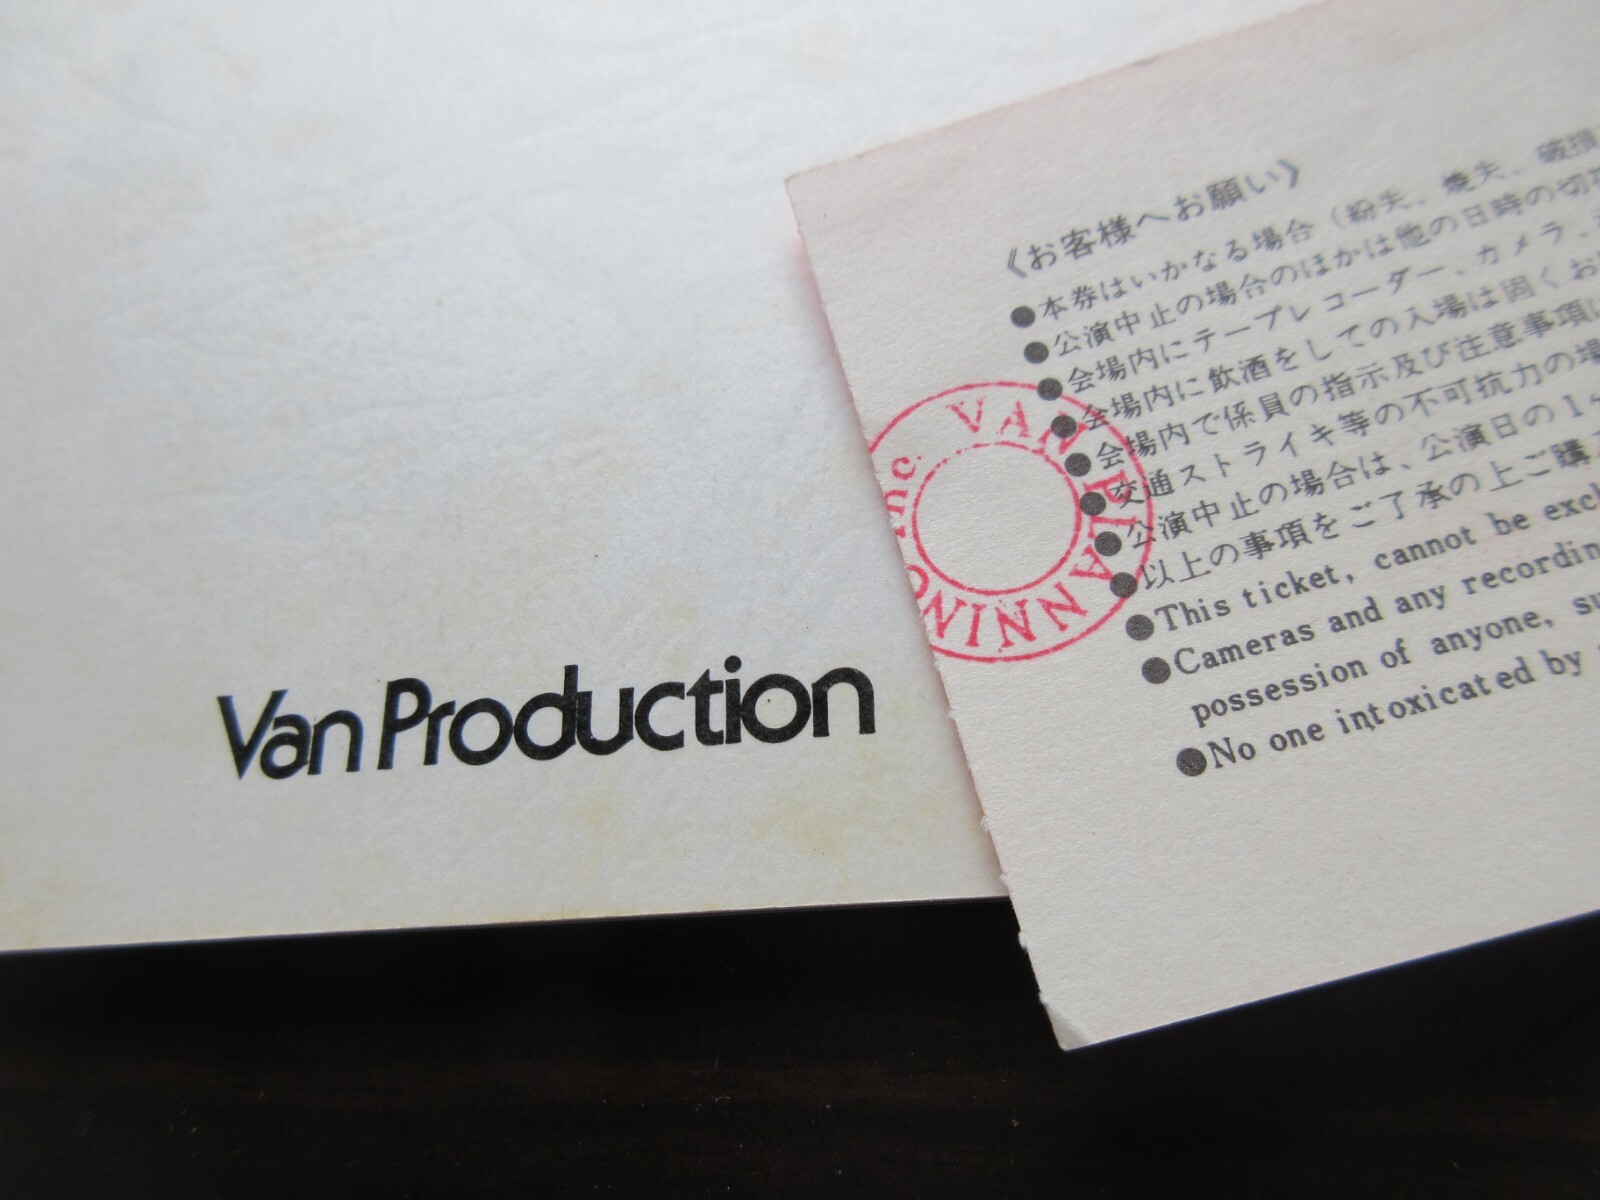 Van Production
《お客様へお願い》
●本券はいかなる場合（紛失、焼失、破損
●公演中止の場合のほかは他の日時の切
●会場内にテープレコーダー、カメラ、
●会場内に飲酒をしての入場は固くお
●会場内で係員の指示及び注意事項
●交通ストライキ等の不可抗力の場
●公演中止の場合は、公演日の1ヶ
●以上の事項をご了承の上ご購
●This ticket, cannot be exc
●Cameras and any recordin
possession of anyone, su
●No one intoxicated by
VAN PLANNING Inc.